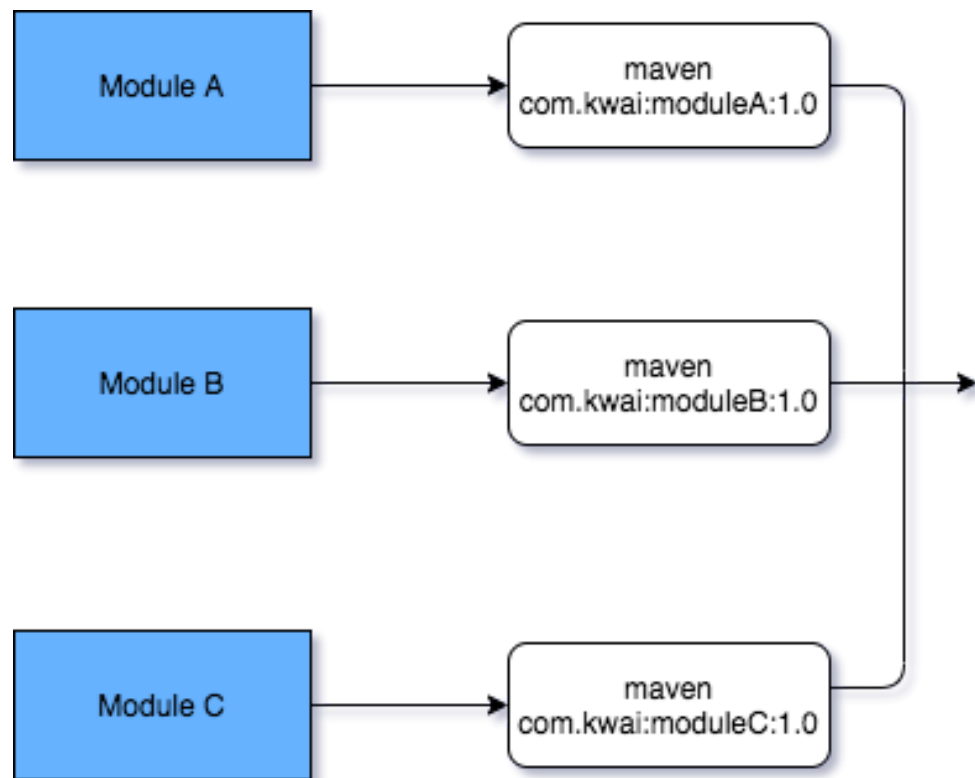 Module A
maven
com.kwai:moduleA:1.0
Module B
maven
com.kwai:moduleB:1.0
Module C
maven
com.kwai:moduleC:1.0